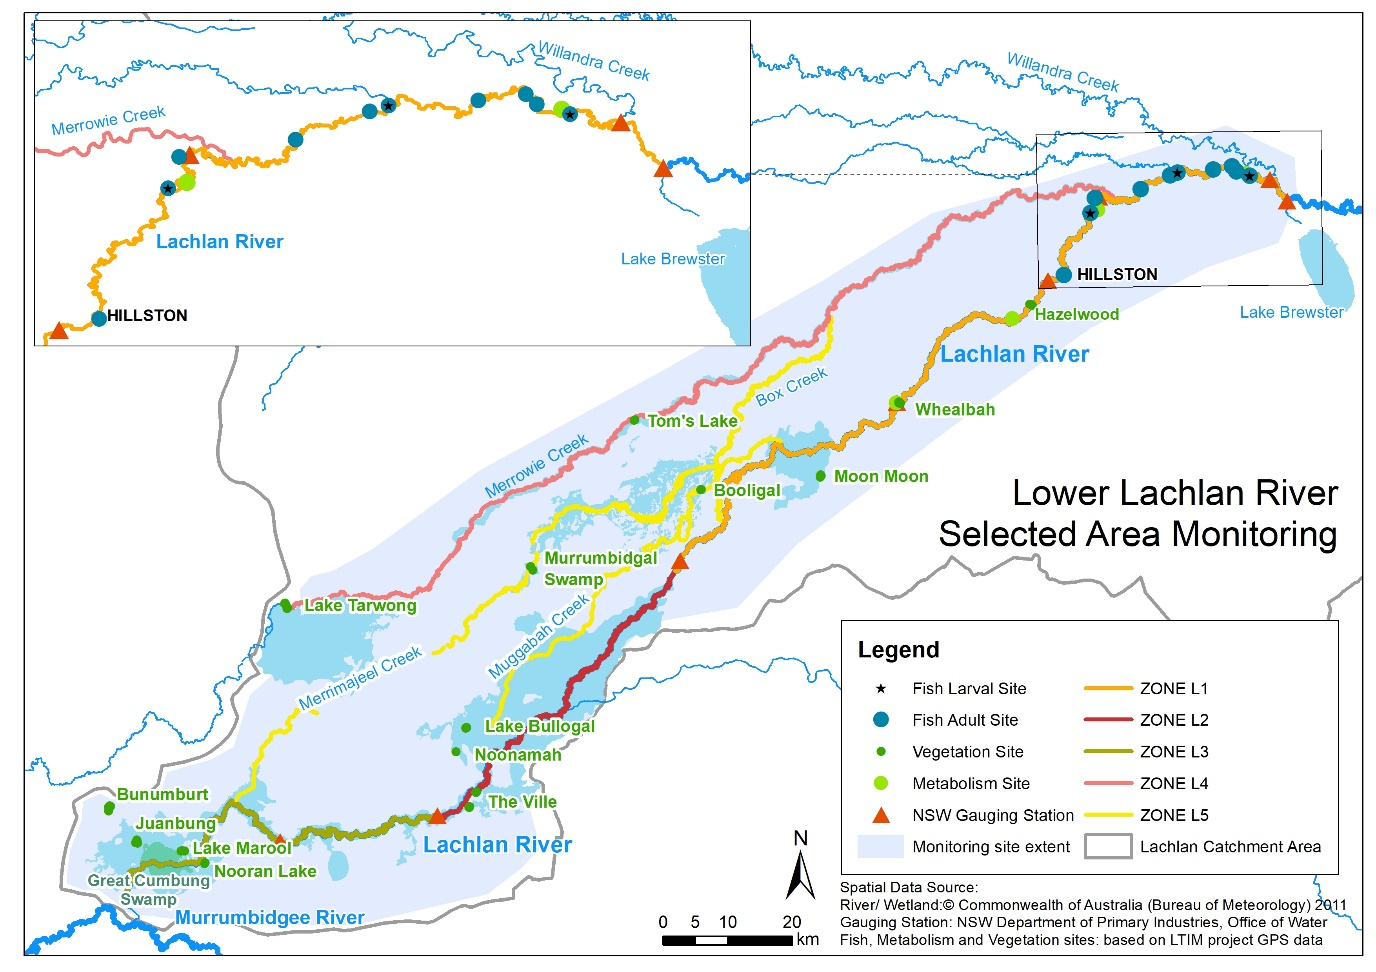 Willandra Creek
Merrowie Creek
Lachlan River
Lake Brewster
HILLSTON
Willandra Creek
HILLSTON
Lake Brewster
Hazelwood
Lachlan River
Box Creek
Whealbah
Tom's Lake
Merrowie Creek
Moon Moon
Booligal
Lower Lachlan River
Selected Area Monitoring
Murrumbidgal
Swamp
Lake Tarwong
Muggabah Creek
Merrimajeel Creek
Lake Bullogal
Noonamah
The Ville
Bunumburt
Juanbung
Lake Marool
Nooran Lake
Lachlan River
Great Cumbung
Swamp
Murrumbidgee River
Legend
Fish Larval Site
ZONE L1
Fish Adult Site
ZONE L2
Vegetation Site
ZONE L3
Metabolism Site
ZONE L4
NSW Gauging Station
ZONE L5
Monitoring site extent
Lachlan Catchment Area
N
0 5 10 20
km
Spatial Data Source:
River/ Wetland:© Commonwealth of Australia (Bureau of Meteorology) 2011
Gauging Station: NSW Department of Primary Industries, Office of Water
Fish, Metabolism and Vegetation sites: based on LTIM project GPS data